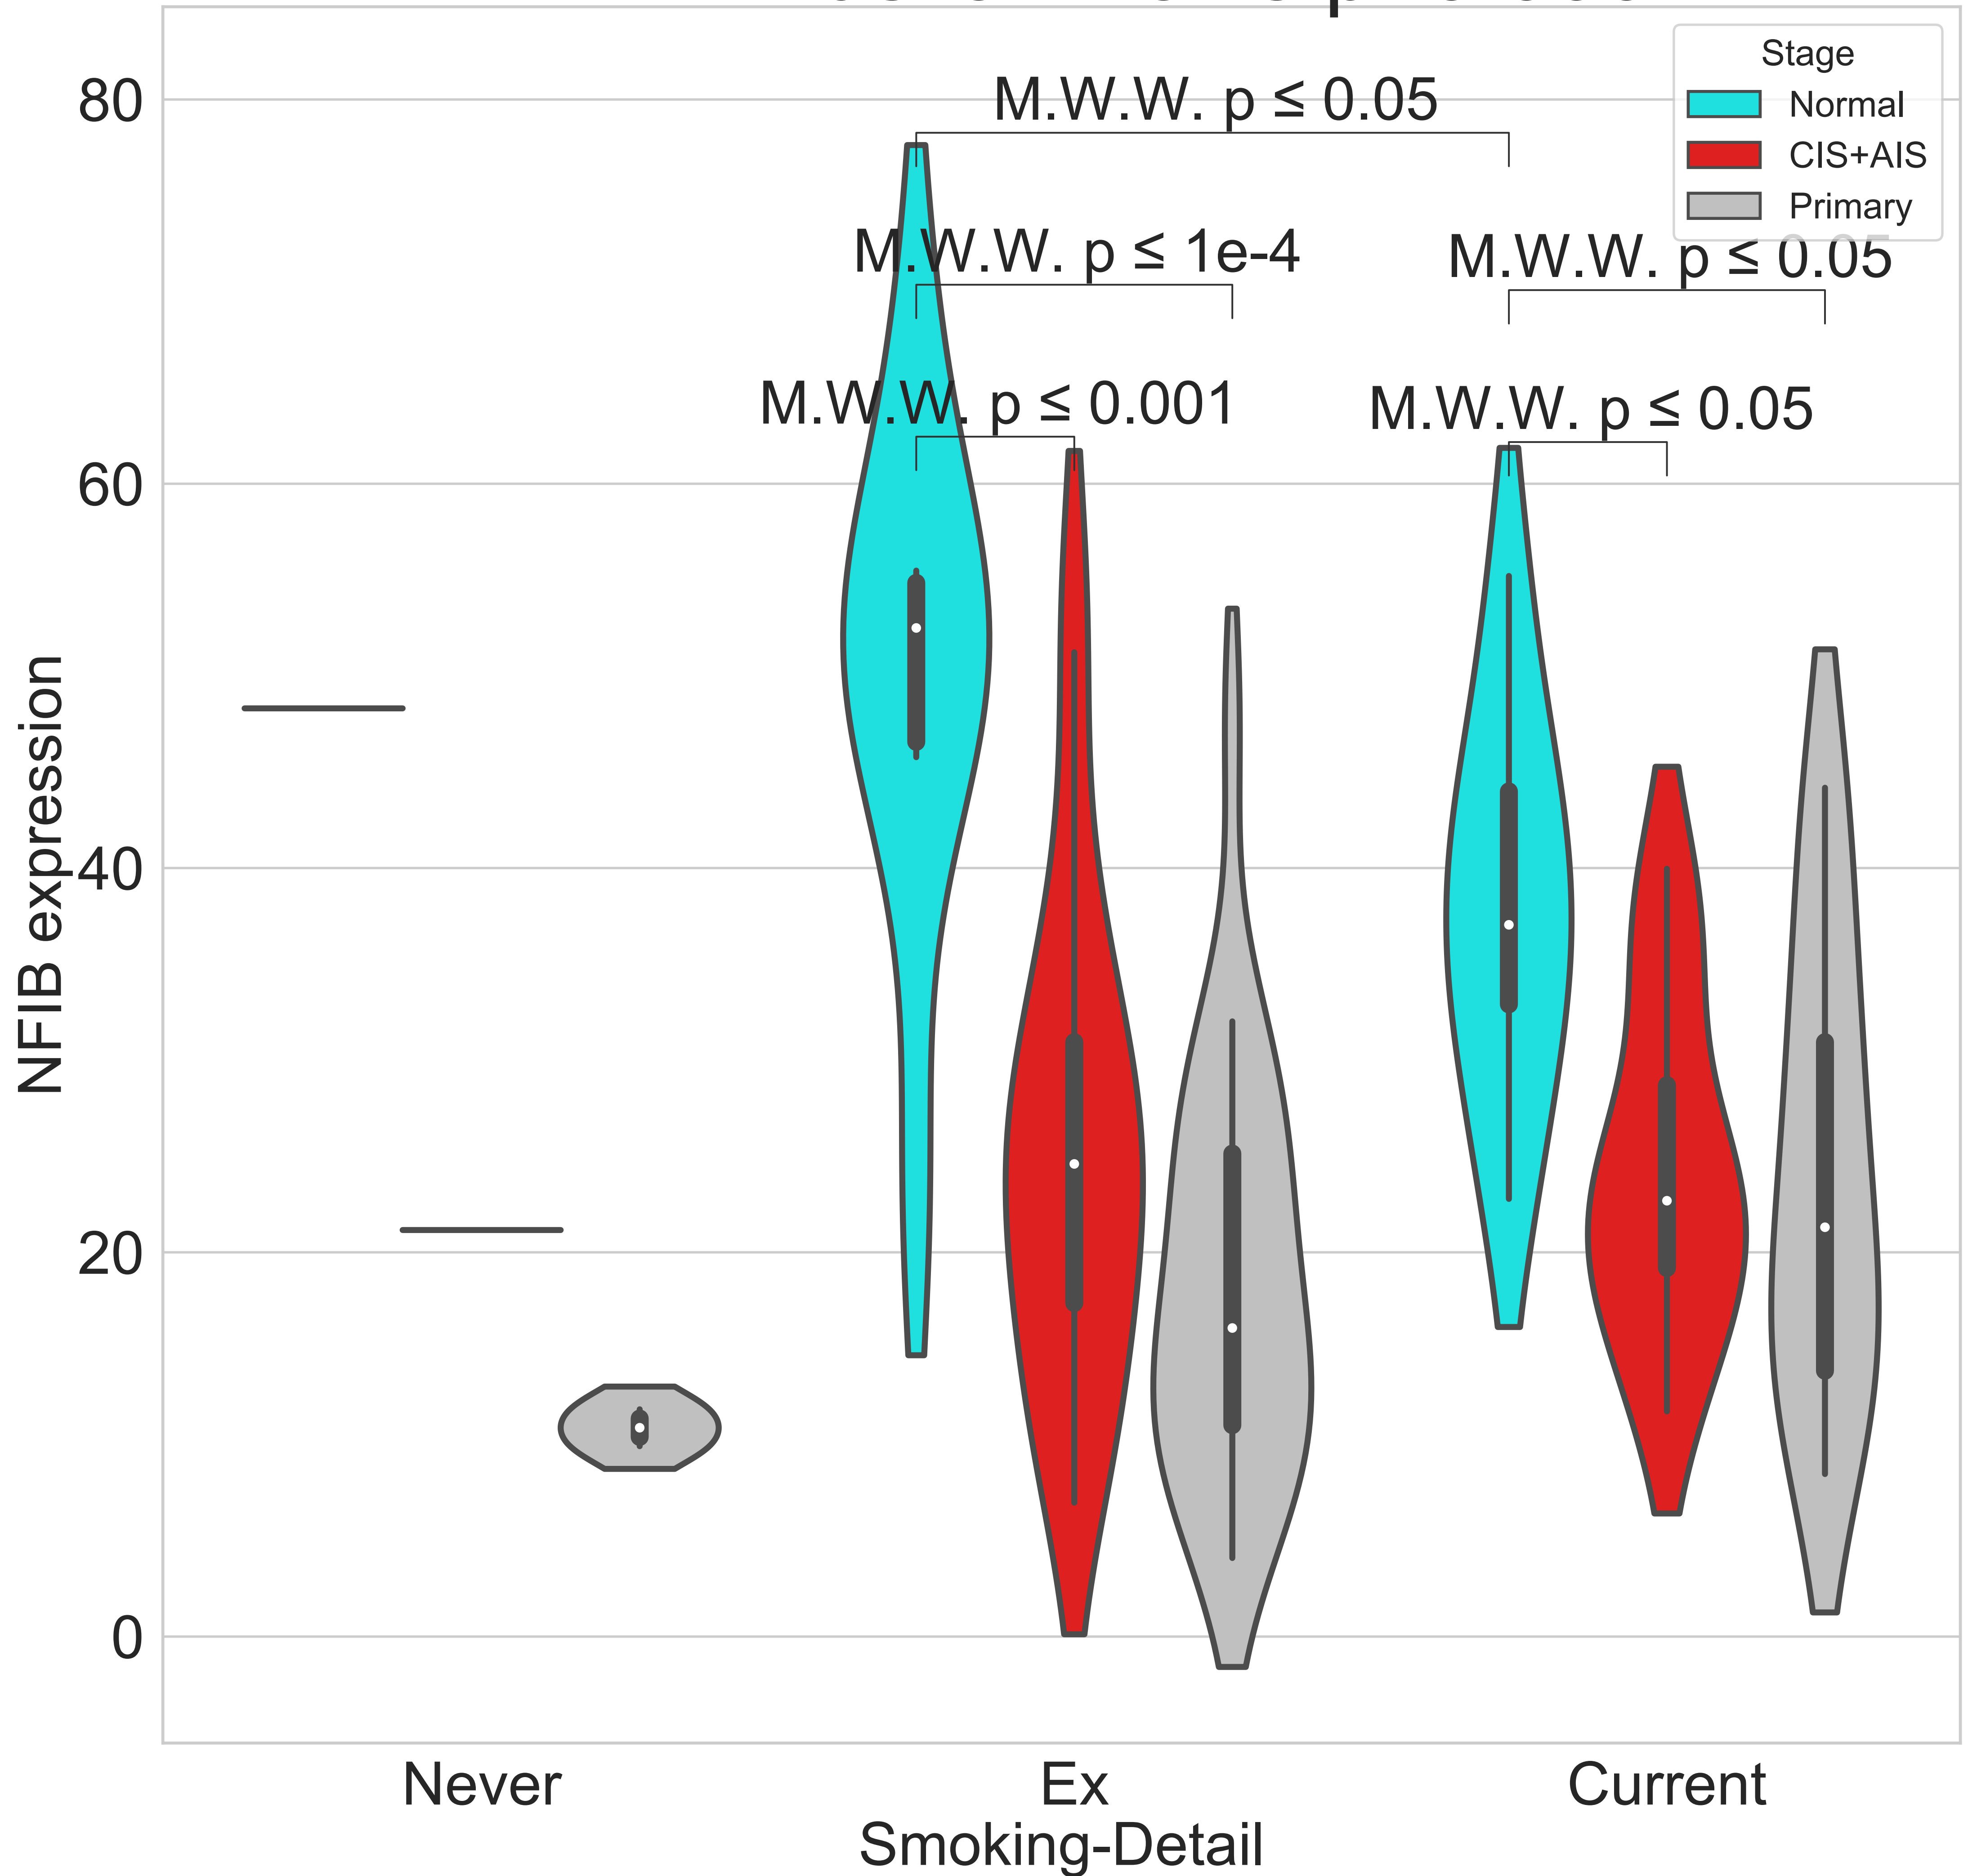 80
60
40
20
0
NFIB expression
M.W.W. p ≤ 0.05
M.W.W. p ≤ 1e-4
M.W.W. p ≤ 0.001
M.W.W. p ≤ 0.05
M.W.W. p ≤ 0.05
Stage
Normal
CIS+AIS
Primary
Never
Ex
Current
Smoking-Detail